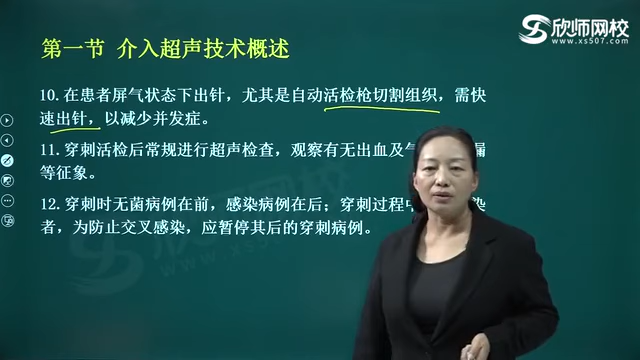 第一节 介入超声技术概述
欣师网校
www.xs507.com
10. 在患者屏气状态下出针，尤其是自动活检枪切割组织，需快
速出针，以减少并发症。
11. 穿刺活检后常规进行超声检查，观察有无出血及气 漏
等征象。
12. 穿刺时无菌病例在前，感染病例在后；穿刺过程中 染
者，为防止交叉感染，应暂停其后的穿刺病例。
欣师网校